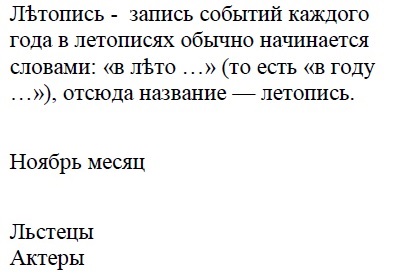 Лѣтопись -  запись событий каждого
года в летописях обычно начинается
словами: «в лѣто …» (то есть «в году
…»), отсюда название — летопись.
Ноябрь месяц
Льстецы
Актеры